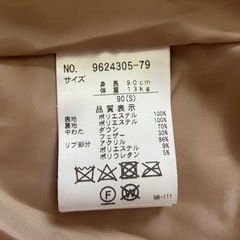 NO. 9624305-79
サイズ
身長 90cm
体重 13kg
90(S)
品質表示
表地 ポリエステル 100%
裏地 ポリエステル 100%
中わた ダウン 70%
フェザー 30%
リブ部分 アクリル 86%
ポリエステル 9%
ポリウレタン 5%
F W
NR-111